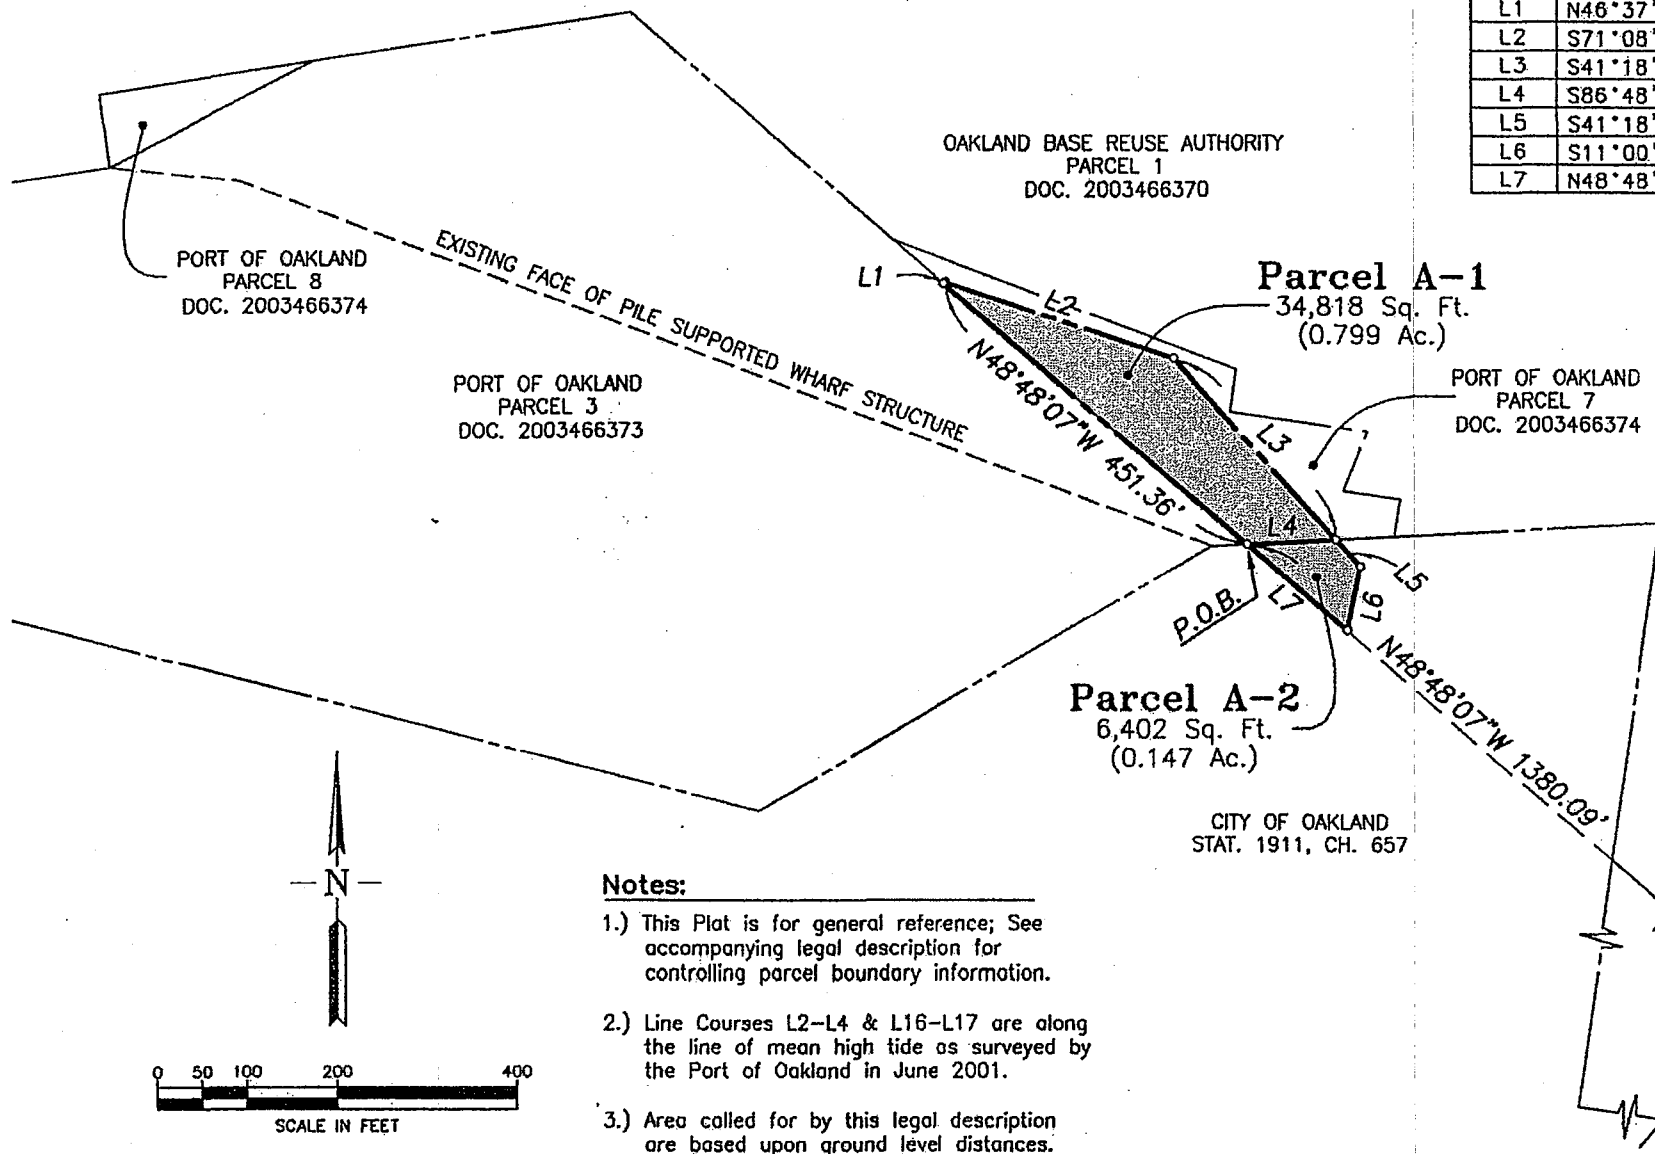 L1 N46°37'
L2 S71°08'
L3 S41°18'
L4 S86°48'
L5 S41°18'
L6 S11°00'
L7 N48°48'
OAKLAND BASE REUSE AUTHORITY
PARCEL 1
DOC. 2003466370
PORT OF OAKLAND
PARCEL 8
DOC. 2003466374
EXISTING FACE OF PILE SUPPORTED WHARF STRUCTURE
L1
L2
Parcel A-1
34,818 Sq. Ft.
(0.799 Ac.)
PORT OF OAKLAND
PARCEL 3
DOC. 2003466373
N48°48'07"W 451.36'
L3
PORT OF OAKLAND
PARCEL 7
DOC. 2003466374
L4
L5
L6
L7
P.O.B.
Parcel A-2
6,402 Sq. Ft.
(0.147 Ac.)
N48°48'07"W 1380.09'
CITY OF OAKLAND
STAT. 1911, CH. 657
N
0 50 100 200 400
SCALE IN FEET
Notes:
1.) This Plat is for general reference; See
accompanying legal description for
controlling parcel boundary information.
2.) Line Courses L2-L4 & L16-L17 are along
the line of mean high tide as surveyed by
the Port of Oakland in June 2001.
3.) Area called for by this legal description
are based upon ground level distances.